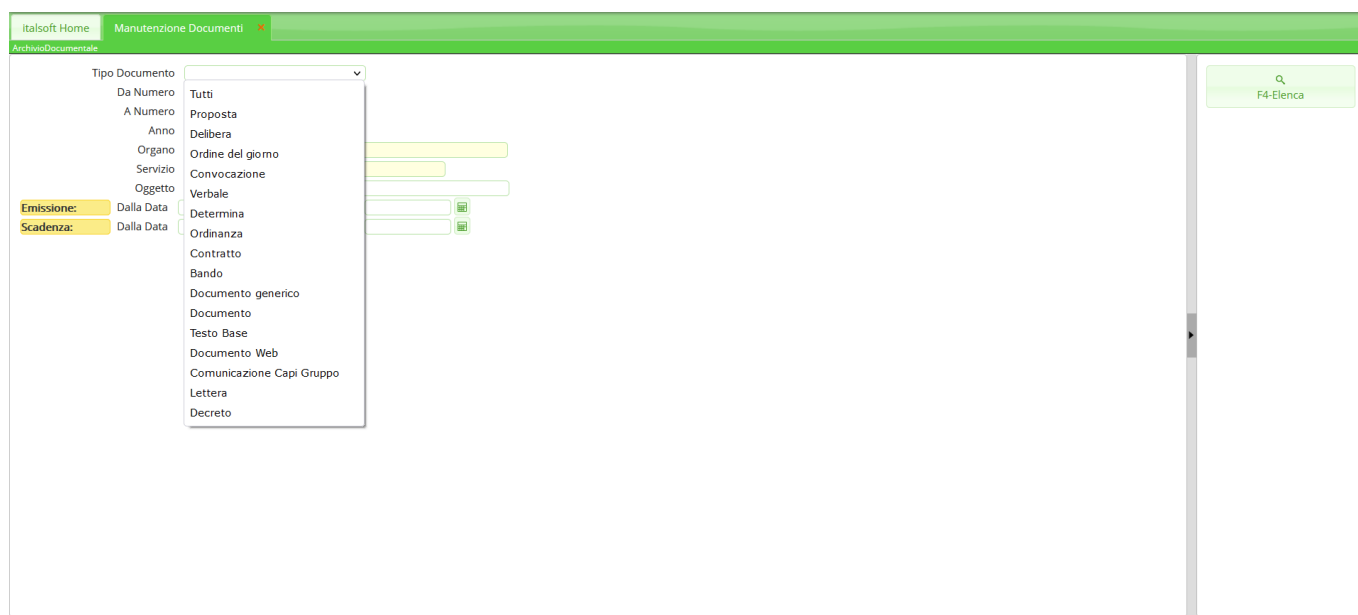 italsoft Home
Manutenzione Documenti ×
ArchivioDocumentale
Tipo Documento
Da Numero
A Numero
Anno
Organo
Servizio
Oggetto
Emissione: Dalla Data
Scadenza: Dalla Data
Tutti
Proposta
Delibera
Ordine del giorno
Convocazione
Verbale
Determina
Ordinanza
Contratto
Bando
Documento generico
Documento
Testo Base
Documento Web
Comunicazione Capi Gruppo
Lettera
Decreto
F4-Elenca